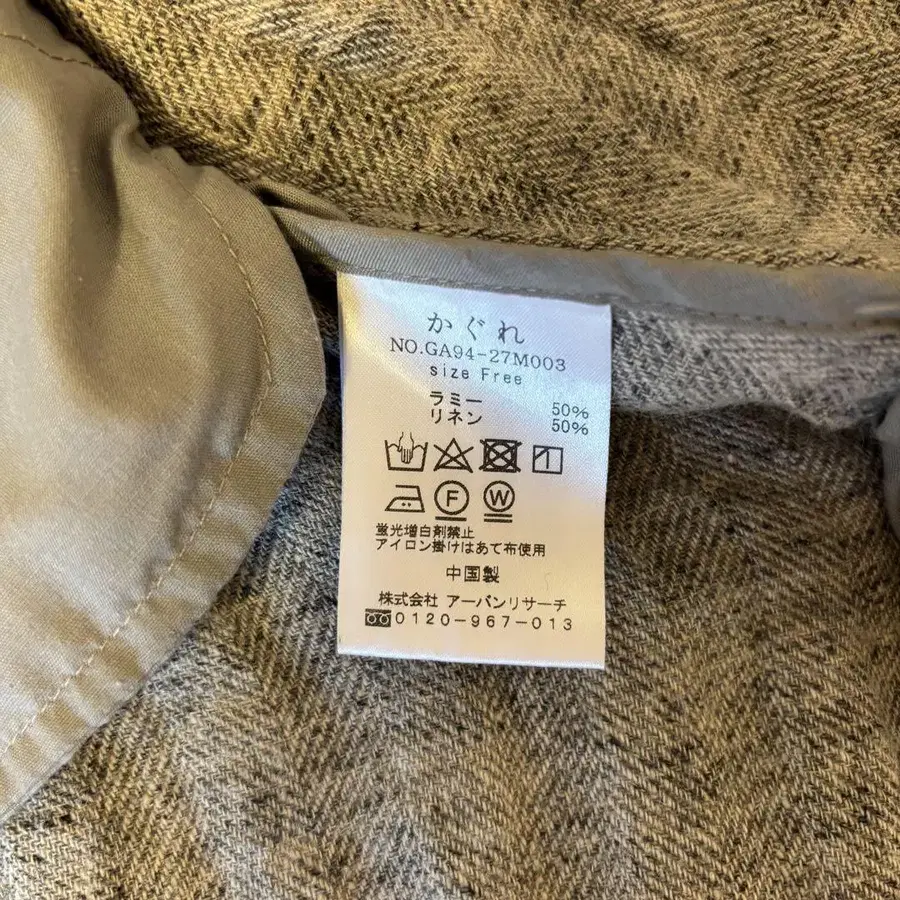 かぐれ
NO.GA94-27M003
size Free
ラミー 50%
リネン 50%
F W
蛍光増白剤禁止
アイロン掛けはあて布使用
中国製
株式会社 アーバンリサーチ
0120-967-013